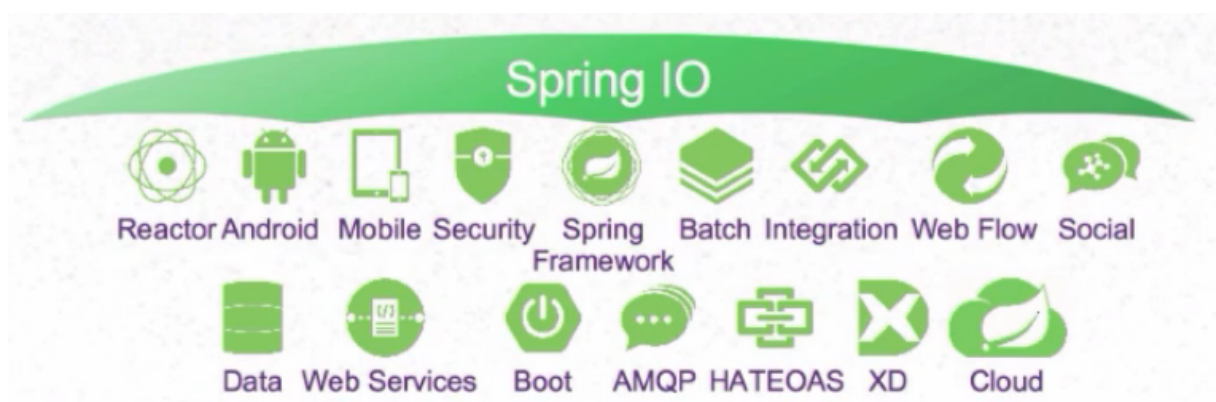 Spring IO
Reactor Android Mobile Security Spring Framework Batch Integration Web Flow Social
Data Web Services Boot AMQP HATEOAS XD Cloud